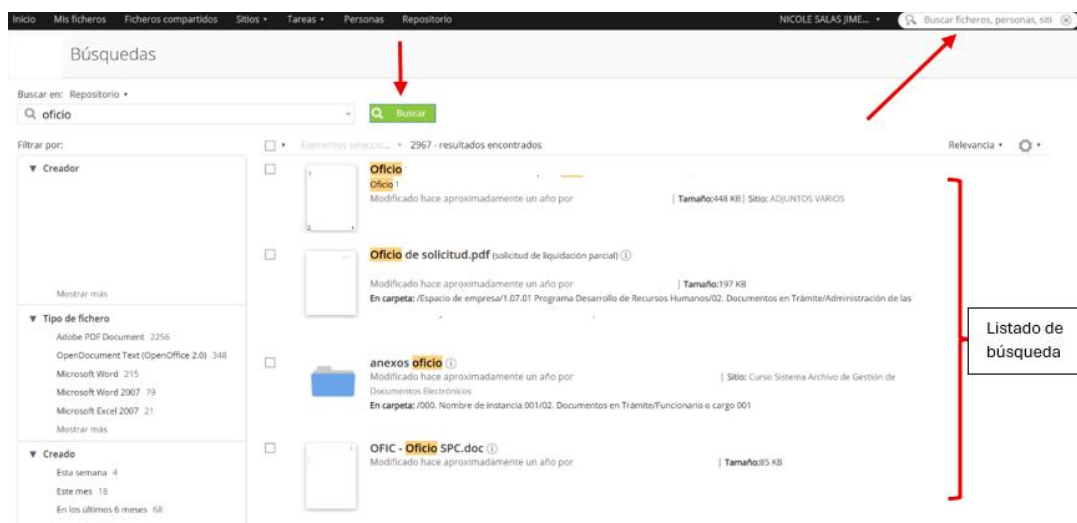 Inicio Mis ficheros Ficheros compartidos Sitios Tareas Personas Repositorio NICOLE SALAS JIME... Buscar ficheros, personas, siti
Búsquedas
Buscar en: Repositorio
oficio Buscar
Filtrar por: Elementos selecció... 2967 - resultados encontrados Relevancia
Creador
Mostrar más
Tipo de fichero
Adobe PDF Document 2256
OpenDocument Text (OpenOffice 2.0) 348
Microsoft Word 215
Microsoft Word 2007 79
Microsoft Excel 2007 21
Mostrar más
Creado
Esta semana 4
Este mes 18
En los últimos 6 meses 68
Oficio
Oficio 1
Modificado hace aproximadamente un año por | Tamaño:448 KB | Sitio: ADJUNTOS VARIOS
Oficio de solicitud.pdf (solicitud de liquidación parcial)
Modificado hace aproximadamente un año por | Tamaño:197 KB
En carpeta: /Espacio de empresa/1.07.01 Programa Desarrollo de Recursos Humanos/02. Documentos en Trámite/Administración de las
anexos oficio
Modificado hace aproximadamente un año por | Sitio: Curso Sistema Archivo de Gestión de
Documentos Electrónicos
En carpeta: /000. Nombre de instancia 001/02. Documentos en Trámite/Funcionario o cargo 001
OFIC - Oficio SPC.doc
Modificado hace aproximadamente un año por | Tamaño:85 KB
Listado de
búsqueda